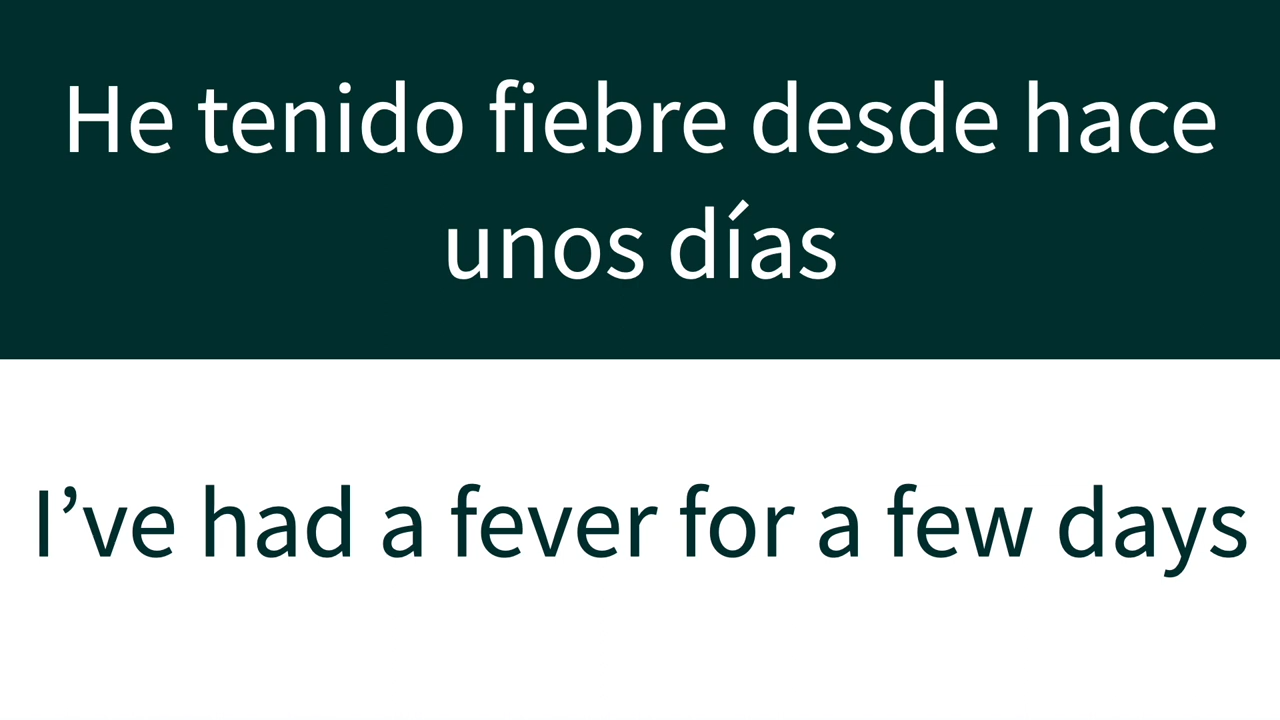 He tenido fiebre desde hace
unos días
I’ve had a fever for a few days